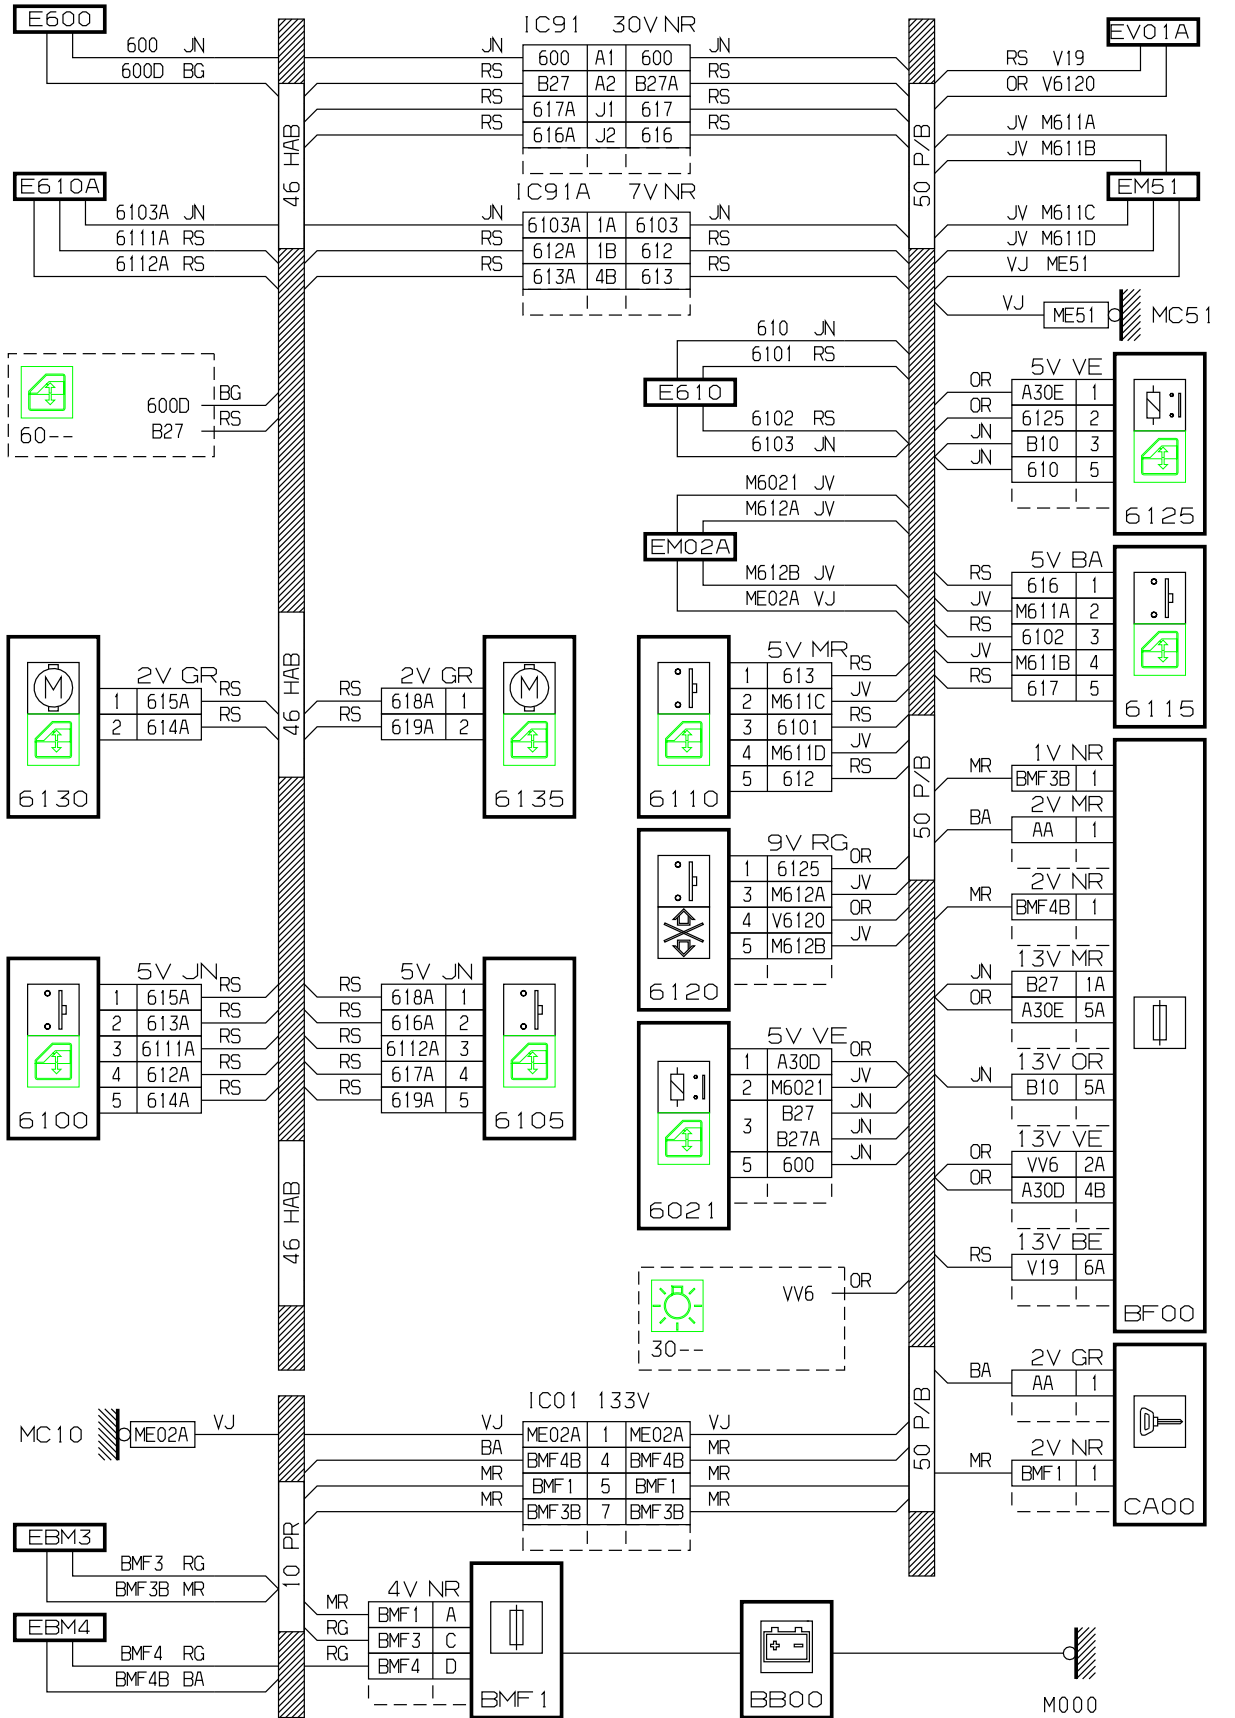 E600
600 JN
600D BG
46 HAB
E610A
6103A JN
6111A RS
6112A RS
60--
600D BG
B27 RS
IC91 30V NR
JN 600 A1 600 JN
RS B27 A2 B27A RS
RS 617A J1 617 RS
RS 616A J2 616 RS
IC91A 7V NR
JN 6103A 1A 6103 JN
RS 612A 1B 612 RS
RS 613A 4B 613 RS
50 P/B
EV01A
RS V19
OR V6120
JV M611A
JV M611B
EM51
JV M611C
JV M611D
VJ ME51
VJ ME51 MC51
610 JN
6101 RS
E610
6102 RS
6103 JN
M6021 JV
M612A JV
EM02A
M612B JV
ME02A VJ
5V VE
OR A30E 1
OR 6125 2
JN B10 3
JN 610 5
6125
5V BA
RS 616 1
JV M611A 2
RS 6102 3
JV M611B 4
RS 617 5
6115
46 HAB
M
2V GR
1 615A RS
2 614A RS
6130
2V GR
RS 618A 1
RS 619A 2
M
6135
5V MR
1 613 RS
2 M611C JV
3 6101 RS
4 M611D JV
5 612 RS
6110
50 P/B
9V RG
1 6125 OR
3 M612A JV
4 V6120 OR
5 M612B JV
6120
5V JN
1 615A RS
2 613A RS
3 6111A RS
4 612A RS
5 614A RS
6100
5V JN
RS 618A 1
RS 616A 2
RS 6112A 3
RS 617A 4
RS 619A 5
6105
5V VE
1 A30D OR
2 M6021 JV
3 B27 JN
B27A JN
5 600 JN
6021
46 HAB
VV6 OR
30--
1V NR
MR BMF3B 1
2V MR
BA AA 1
2V NR
MR BMF4B 1
13V MR
JN B27 1A
OR A30E 5A
13V OR
JN B10 5A
13V VE
OR VV6 2A
OR A30D 4B
13V BE
RS V19 6A
BF00
50 P/B
2V GR
BA AA 1
2V NR
MR BMF1 1
CA00
MC10 ME02A VJ
IC01 133V
VJ ME02A 1 ME02A VJ
BA BMF4B 4 BMF4B MR
MR BMF1 5 BMF1 MR
MR BMF3B 7 BMF3B MR
10 PR
EBM3
BMF3 RG
BMF3B MR
EBM4
BMF4 RG
BMF4B BA
4V NR
MR BMF1 A
RG BMF3 C
RG BMF4 D
BMF1
+ -
BB00
M000